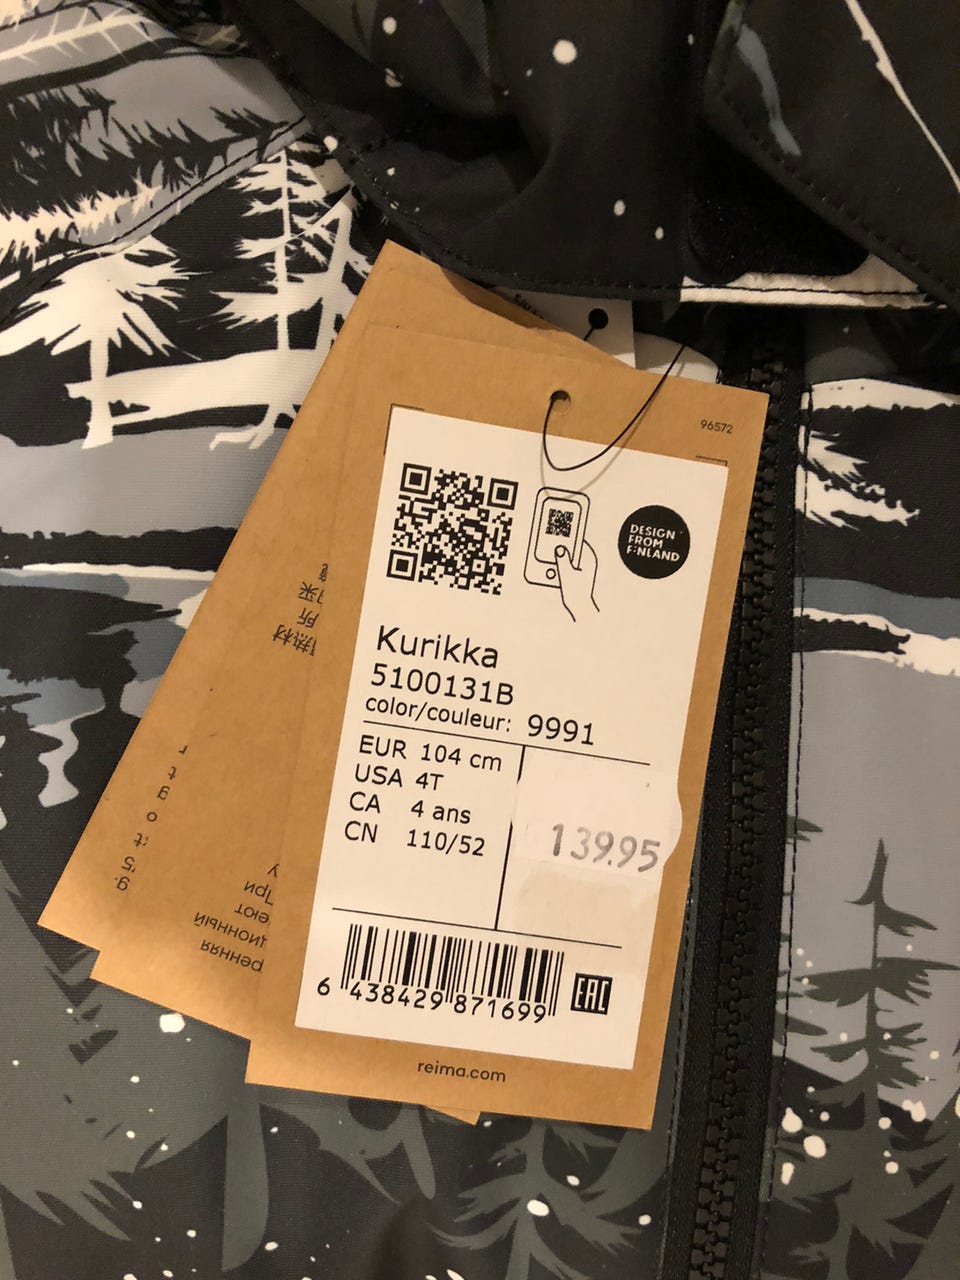 96572
DESIGN
FROM
FINLAND
Kurikka
5100131B
color/couleur: 9991
EUR 104 cm
USA 4T
CA 4 ans
CN 110/52
139.95
6 438429 871699
EAC
reima.com